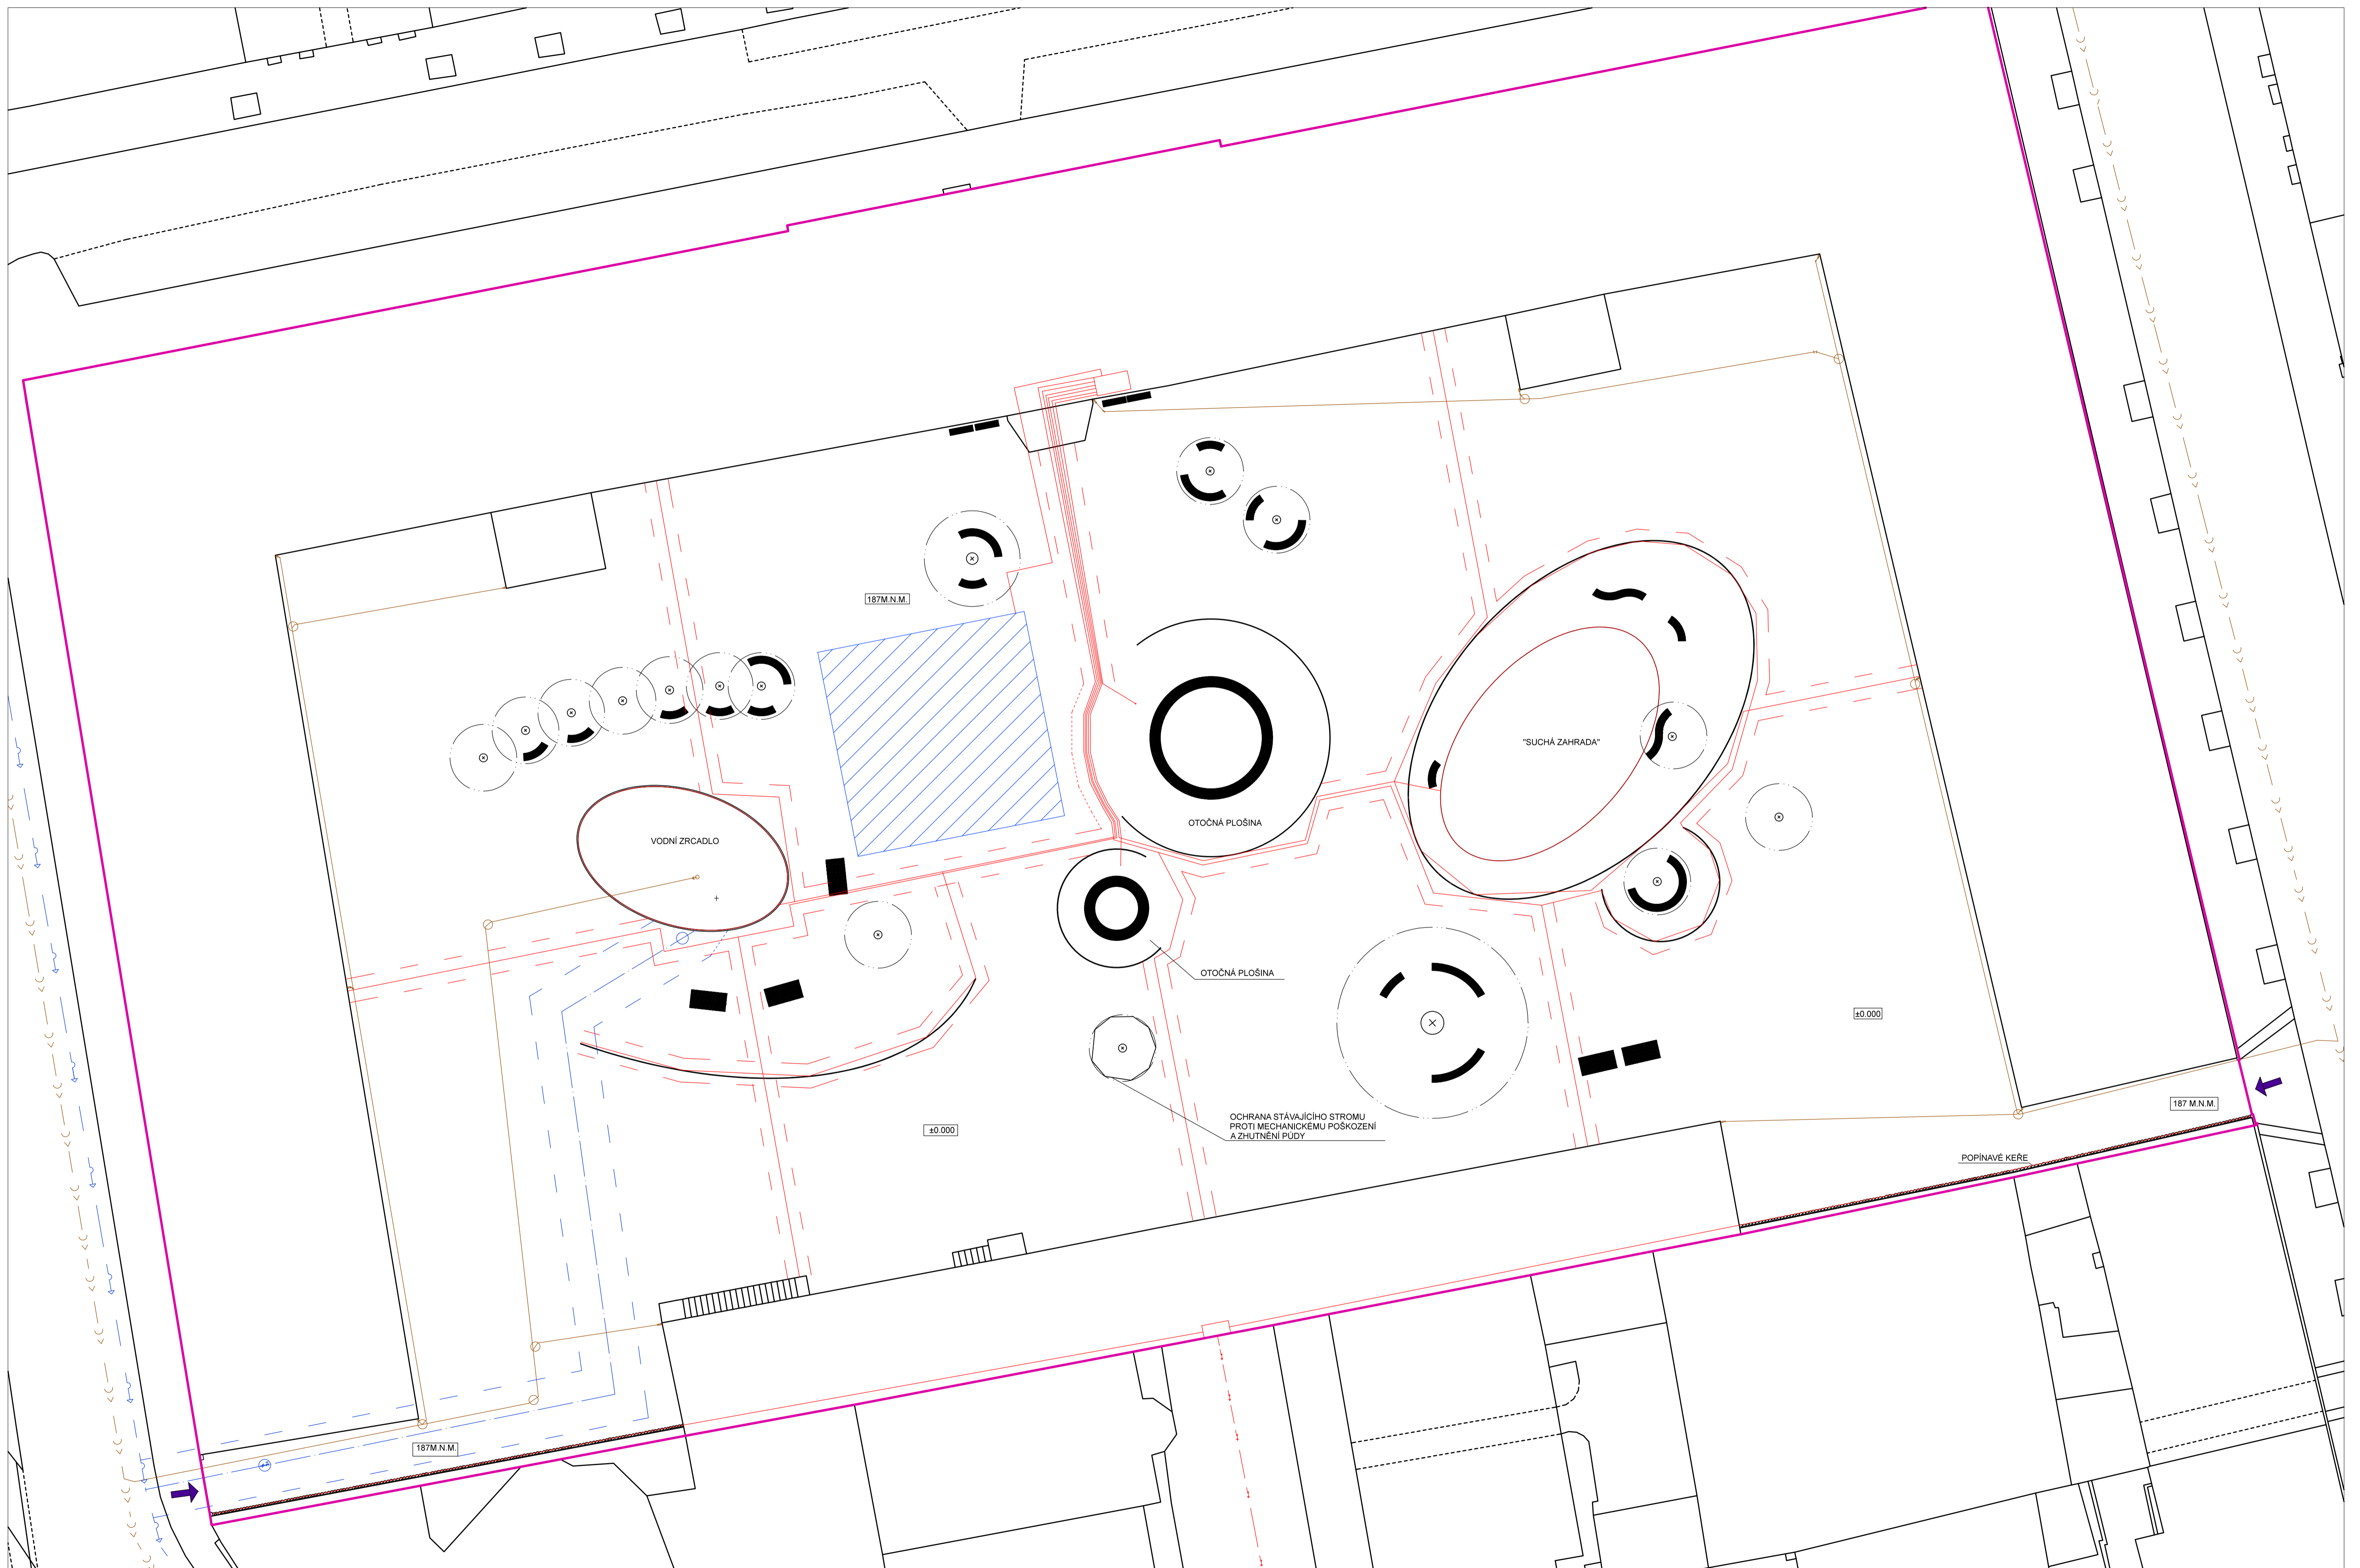 187M.N.M.
"SUCHÁ ZAHRADA"
OTOČNÁ PLOŠINA
VODNÍ ZRCADLO
OTOČNÁ PLOŠINA
±0.000
187 M.N.M.
OCHRANA STÁVAJÍCÍHO STROMU
PROTI MECHANICKÉMU POŠKOZENÍ
A ZHUTNĚNÍ PŮDY
±0.000
POPÍNAVÉ KEŘE
187M.N.M.